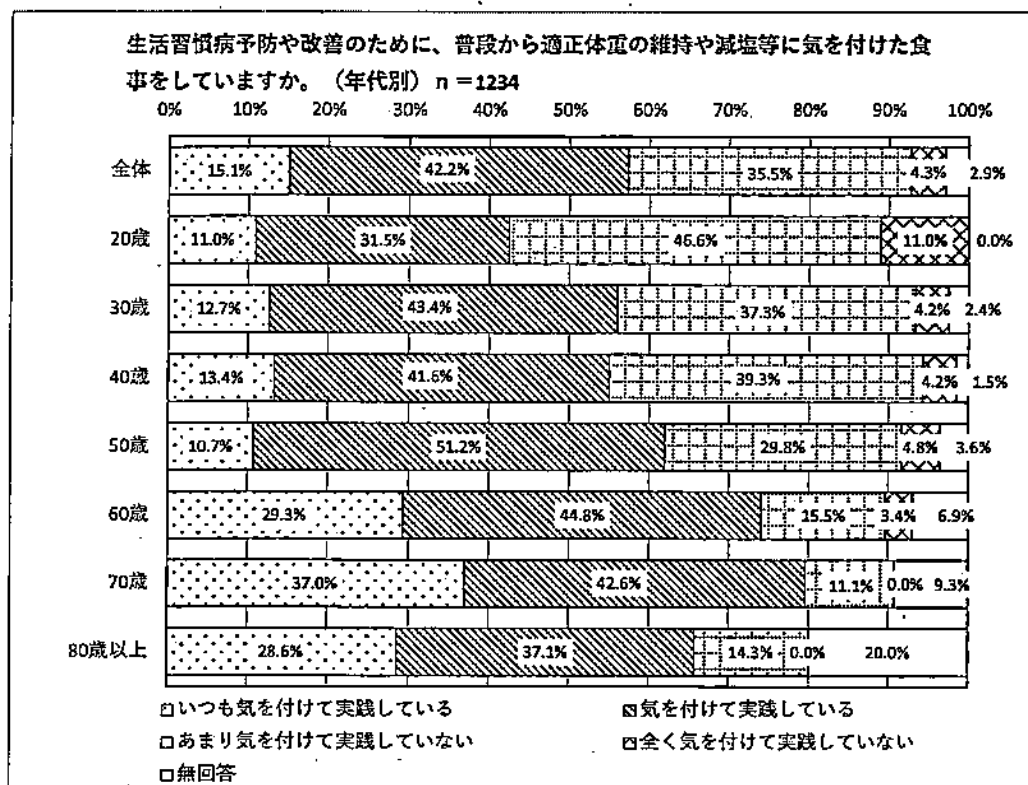 生活習慣病予防や改善のために、普段から適正体重の維持や減塩等に気を付けた食
事をしていますか。（年代別）n＝1234
0% 10% 20% 30% 40% 50% 60% 70% 80% 90% 100%
全体 15.1% 42.2% 35.5% 4.3% 2.9%
20歳 11.0% 31.5% 46.6% 11.0% 0.0%
30歳 12.7% 43.4% 37.3% 4.2% 2.4%
40歳 13.4% 41.6% 39.3% 4.2% 1.5%
50歳 10.7% 51.2% 29.8% 4.8% 3.6%
60歳 29.3% 44.8% 15.5% 3.4% 6.9%
70歳 37.0% 42.6% 11.1% 0.0% 9.3%
80歳以上 28.6% 37.1% 14.3% 0.0% 20.0%
いつも気を付けて実践している 気を付けて実践している
あまり気を付けて実践していない 全く気を付けて実践していない
無回答